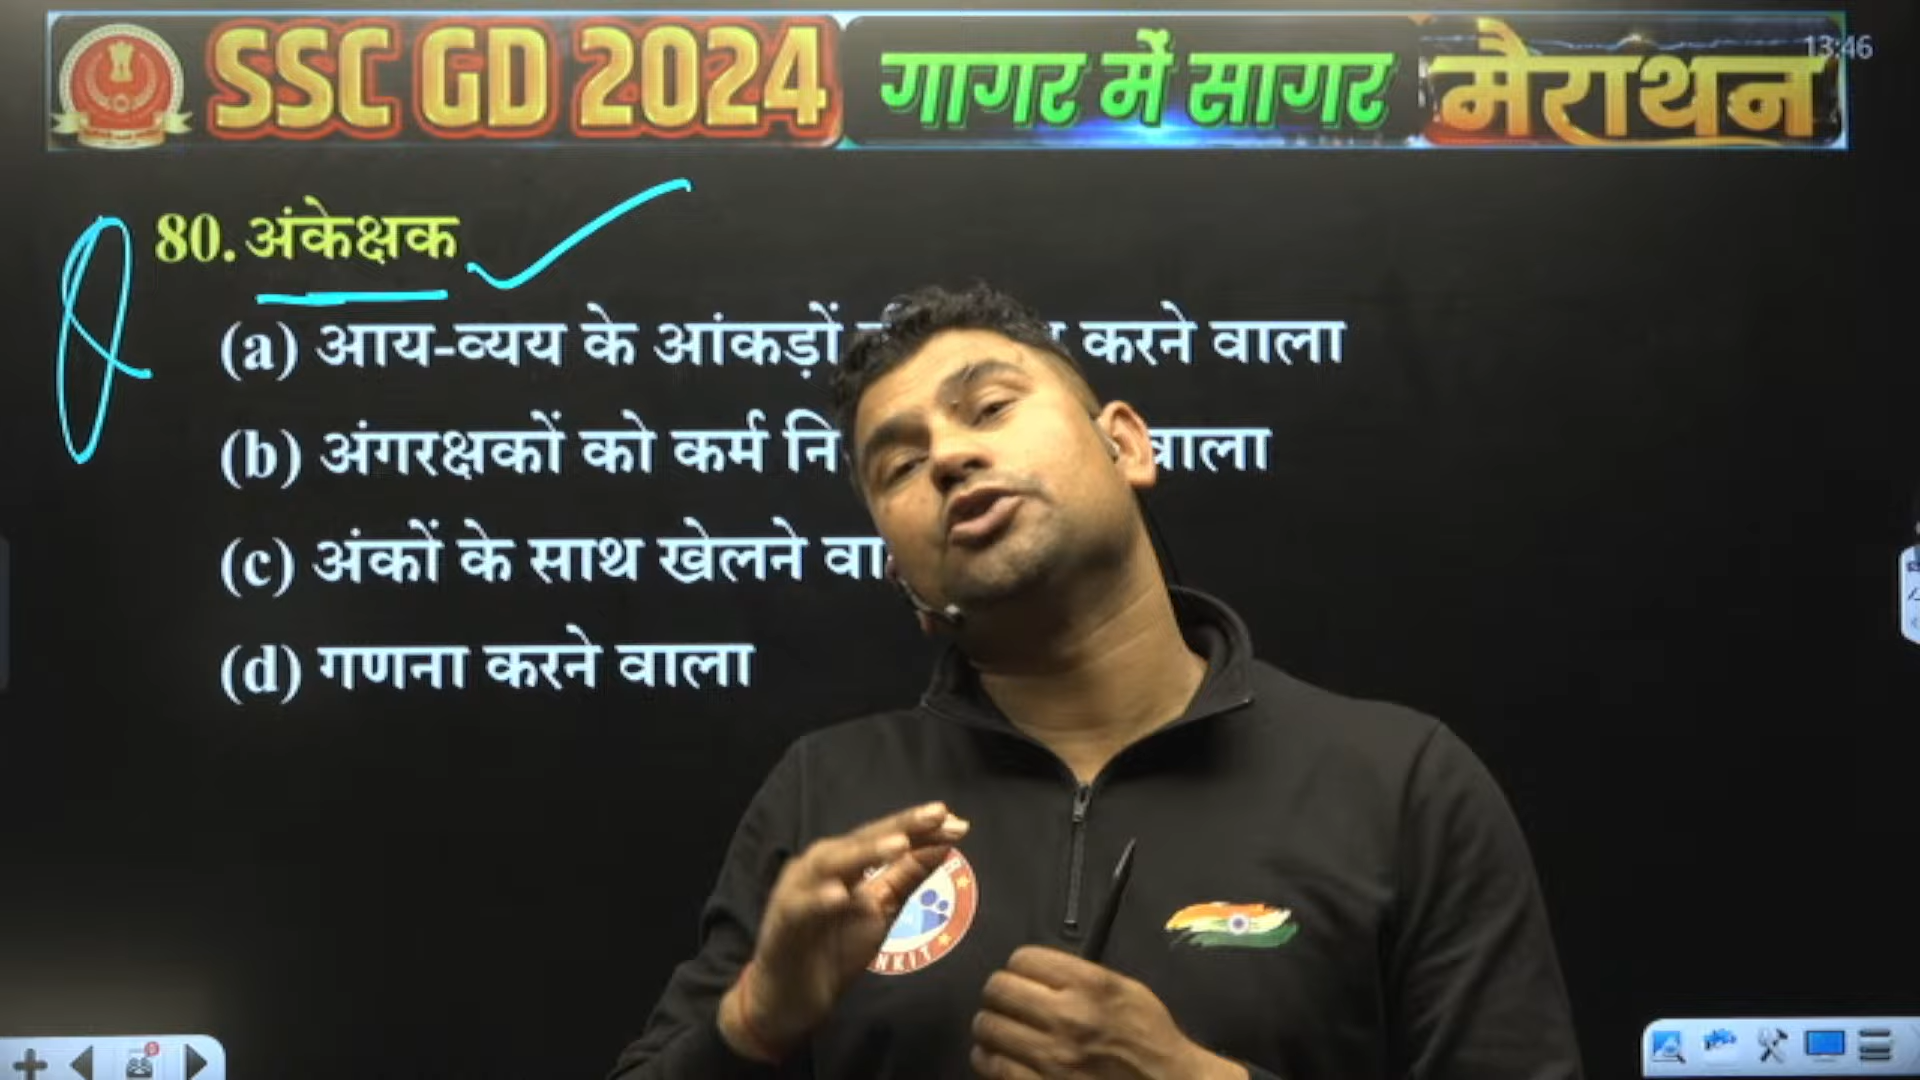 SSC GD 2024 गागर में सागर मैराथन
13:46
80. अंकेक्षक
(a) आय-व्यय के आंकड़ों करने वाला
(b) अंगरक्षकों को कर्म वाला
(c) अंकों के साथ खेलने
(d) गणना करने वाला
NKIT